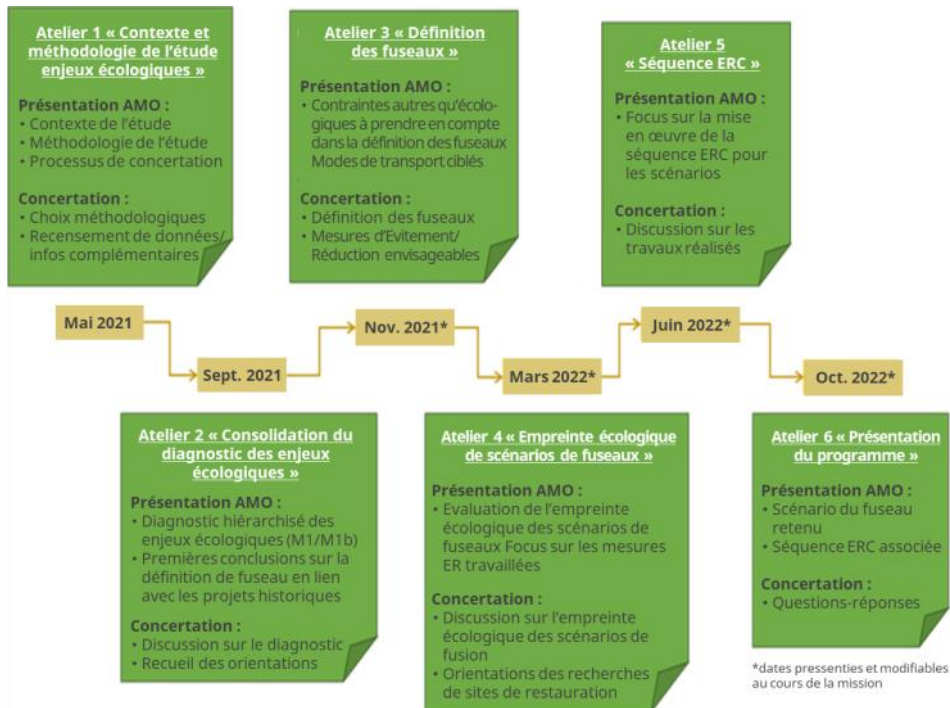 Atelier 1 « Contexte et
méthodologie de l'étude
enjeux écologiques »
Présentation AMO :
• Contexte de l'étude
• Méthodologie de l'étude
• Processus de concertation
Concertation :
• Choix méthodologiques
• Recensement de données/
infos complémentaires
Atelier 3 « Définition
des fuseaux »
Présentation AMO :
• Contraintes autres qu'écolo-
giques à prendre en compte
dans la définition des fuseaux
Modes de transport ciblés
Concertation :
• Définition des fuseaux
• Mesures d'Evitement/
Réduction envisageables
Atelier 5
« Séquence ERC »
Présentation AMO :
• Focus sur la mise
en œuvre de la
séquence ERC pour
les scénarios
Concertation :
• Discussion sur les
travaux réalisés
Mai 2021
Sept. 2021
Nov. 2021*
Mars 2022*
Juin 2022*
Oct. 2022*
Atelier 2 « Consolidation du
diagnostic des enjeux
écologiques »
Présentation AMO :
• Diagnostic hiérarchisé des
enjeux écologiques (M1/M1b)
• Premières conclusions sur la
définition de fuseau en lien
avec les projets historiques
Concertation :
• Discussion sur le diagnostic
• Recueil des orientations
Atelier 4 « Empreinte écologique
de scénarios de fuseaux »
Présentation AMO :
• Evaluation de l'empreinte
écologique des scénarios de
fuseaux Focus sur les mesures
ER travaillées
Concertation :
• Discussion sur l'empreinte
écologique des scénarios de
fusion
• Orientations des recherches
de sites de restauration
Atelier 6 « Présentation
du programme »
Présentation AMO :
• Scénario du fuseau
retenu
• Séquence ERC associée
Concertation :
• Questions-réponses
*dates pressenties et modifiables
au cours de la mission